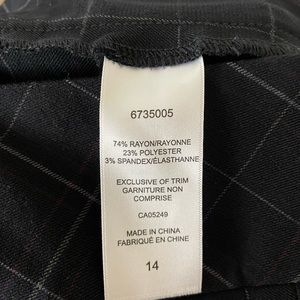 6735005
74% RAYON/RAYONNE
23% POLYESTER
3% SPANDEX/ÉLASTHANNE
EXCLUSIVE OF TRIM
GARNITURE NON
COMPRISE
CA05249
MADE IN CHINA
FABRIQUÉ EN CHINE
14